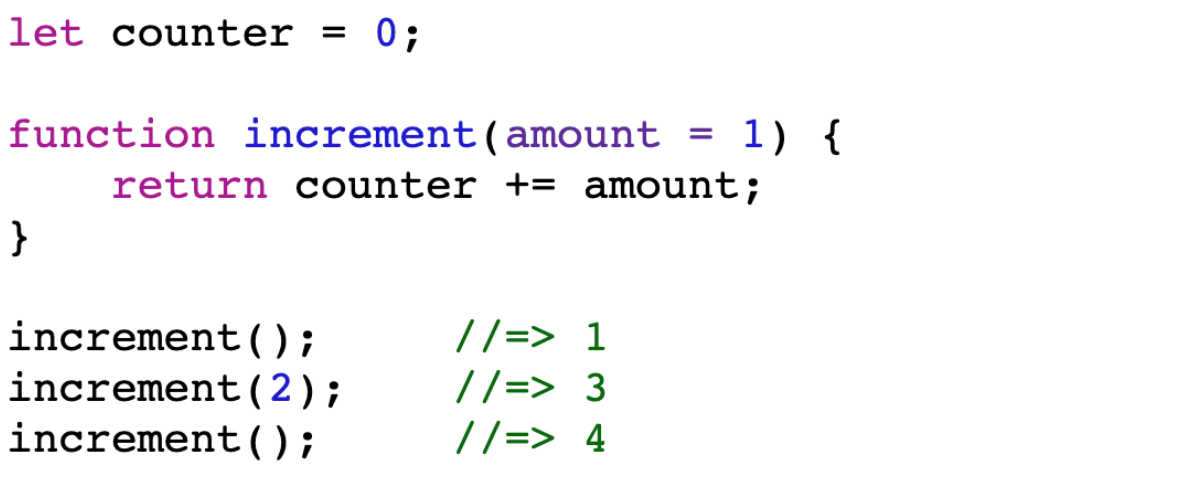 let counter = 0;
function increment(amount = 1) {
    return counter += amount;
}
increment();     //=> 1
increment(2);    //=> 3
increment();     //=> 4